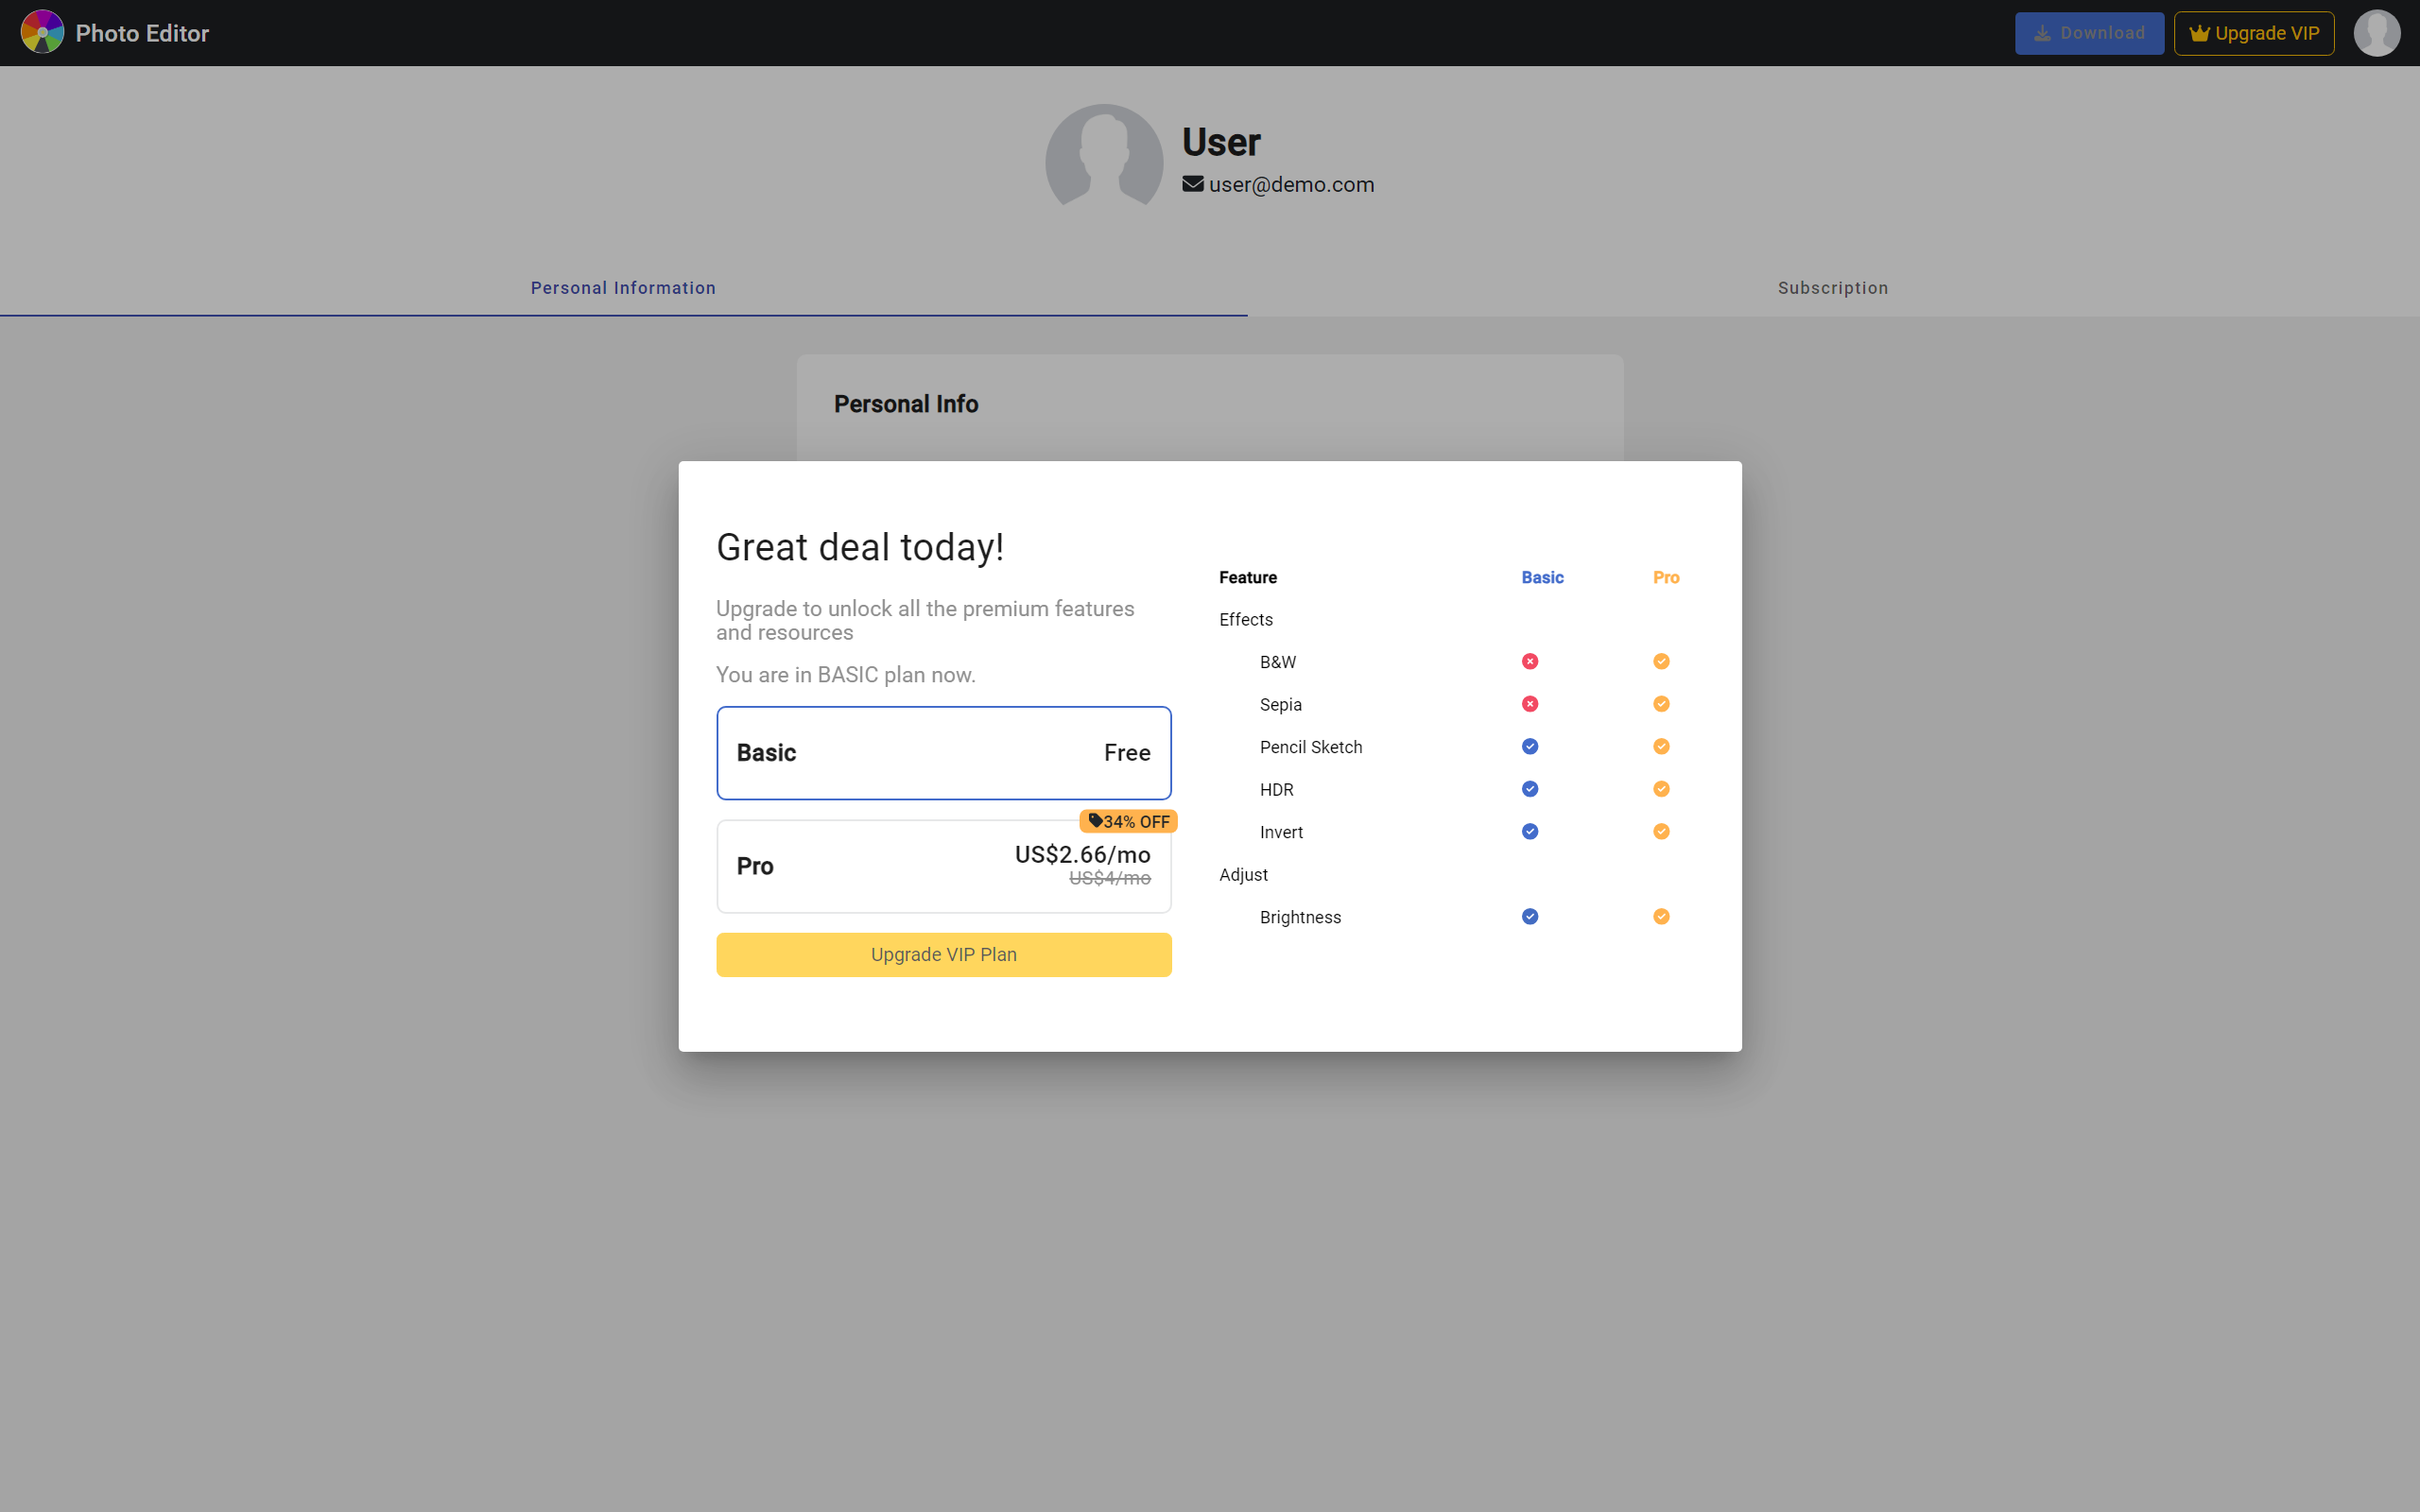 Photo Editor
Download
Upgrade VIP
User
user@demo.com
Personal Information
Subscription
Personal Info
Great deal today!
Upgrade to unlock all the premium features
and resources
You are in BASIC plan now.
Basic
Free
34% OFF
Pro
US$2.66/mo
US$4/mo
Upgrade VIP Plan
Feature Basic Pro
Effects
B&W
Sepia
Pencil Sketch
HDR
Invert
Adjust
Brightness